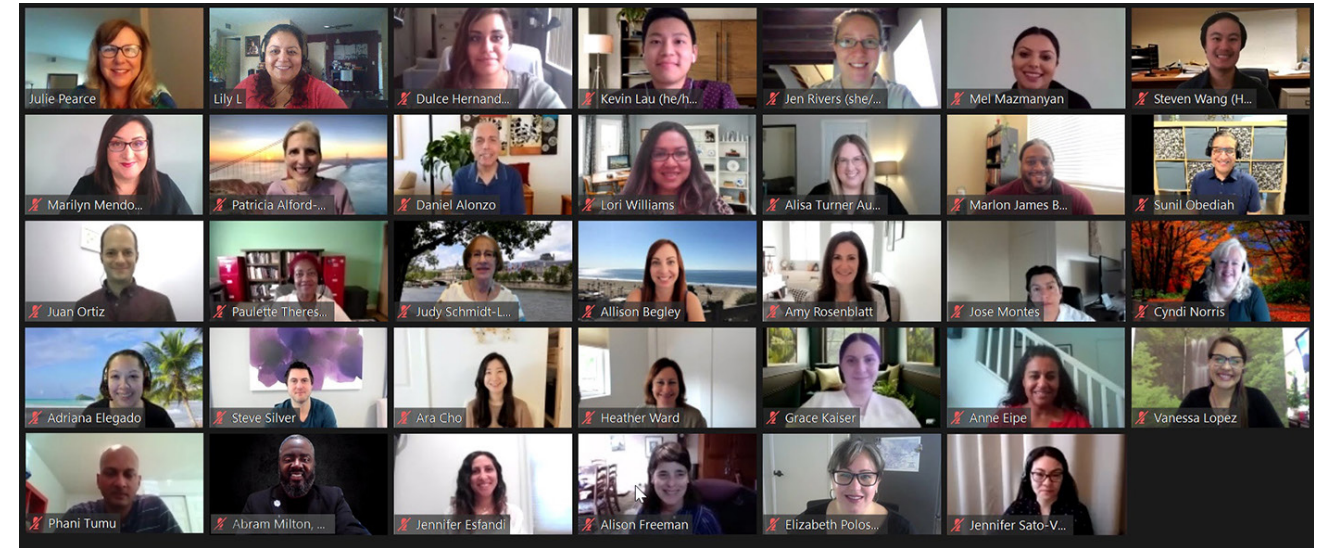 Julie Pearce
Lily L
Dulce Hernand...
Kevin Lau (he/h...
Jen Rivers (she/...
Mel Mazmanyan
Steven Wang (H...
Marilyn Mendo...
Patricia Alford-...
Daniel Alonzo
Lori Williams
Alisa Turner Au...
Marlon James B...
Sunil Obediah
Juan Ortiz
Paulette Theres...
Judy Schmidt-L...
Allison Begley
Amy Rosenblatt
Jose Montes
Cyndi Norris
Adriana Elegado
Steve Silver
Ara Cho
Heather Ward
Grace Kaiser
Anne Eipe
Vanessa Lopez
Phani Tumu
Abram Milton, ...
Jennifer Esfandi
Alison Freeman
Elizabeth Polos...
Jennifer Sato-V...